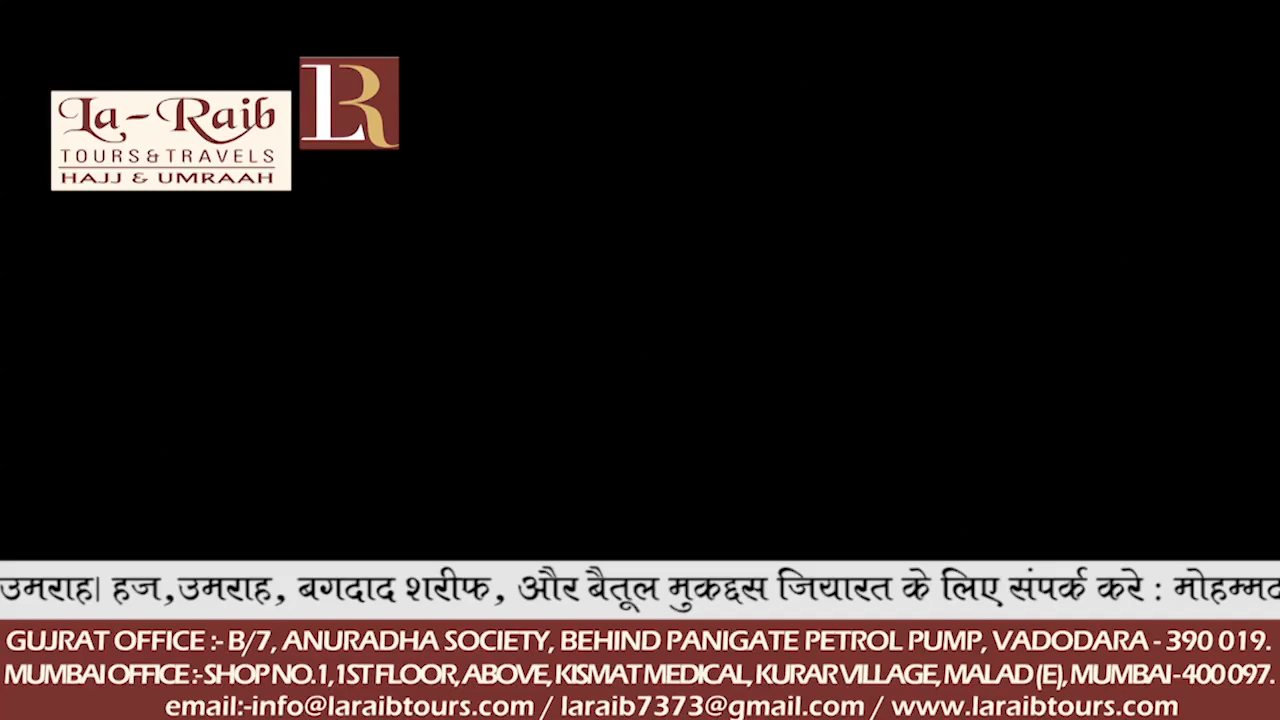 La-Raib
TOURS & TRAVELS
HAJJ & UMRAAH
LR
उमराह। हज,उमराह, बगदाद शरीफ, और बैतूल मुकद्दस जियारत के लिए संपर्क करे : मोहम्मद
GUJRAT OFFICE :- B/7, ANURADHA SOCIETY, BEHIND PANIGATE PETROL PUMP, VADODARA - 390 019.
MUMBAI OFFICE :- SHOP NO. 1, 1ST FLOOR, ABOVE, KISMAT MEDICAL, KURAR VILLAGE, MALAD (E), MUMBAI - 400 097.
email:-info@laraibtours.com / laraib7373@gmail.com / www.laraibtours.com